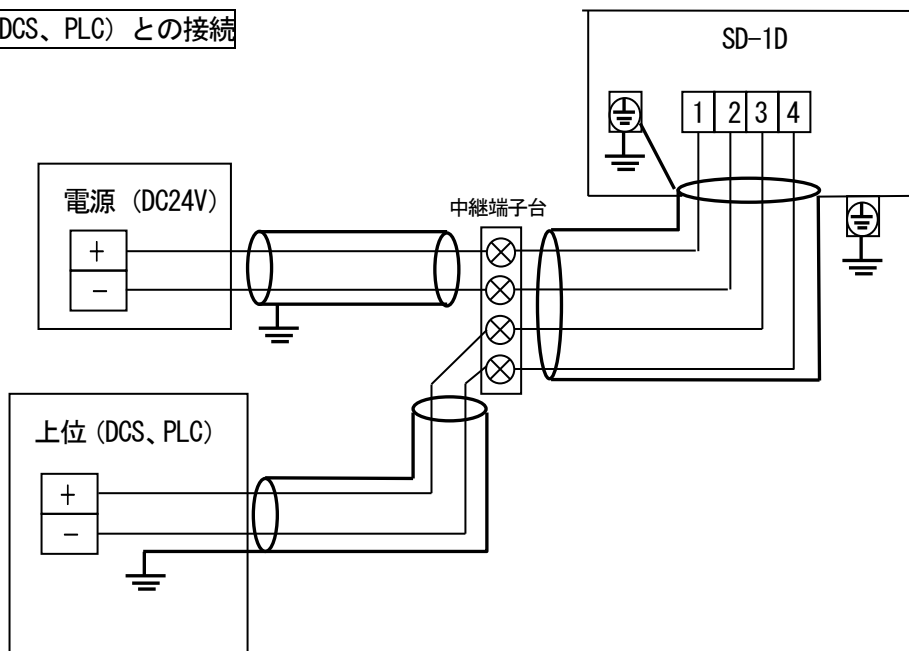 DCS、PLC) との接続
SD-1D
1 2 3 4
電源 (DC24V)
+
-
中継端子台
上位 (DCS、PLC)
+
-